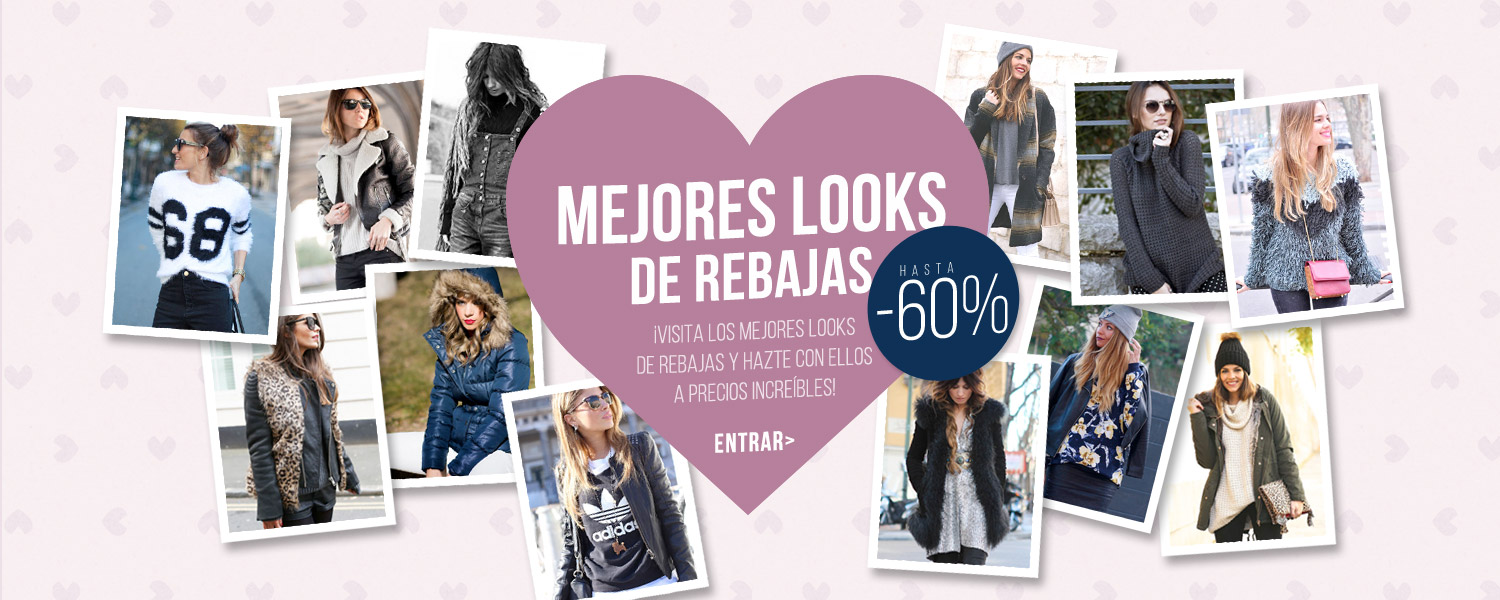 MEJORES LOOKS
DE REBAJAS
HASTA
-60%
¡VISITA LOS MEJORES LOOKS
DE REBAJAS Y HAZTE CON ELLOS
A PRECIOS INCREÍBLES!
ENTRAR>
68
adidas